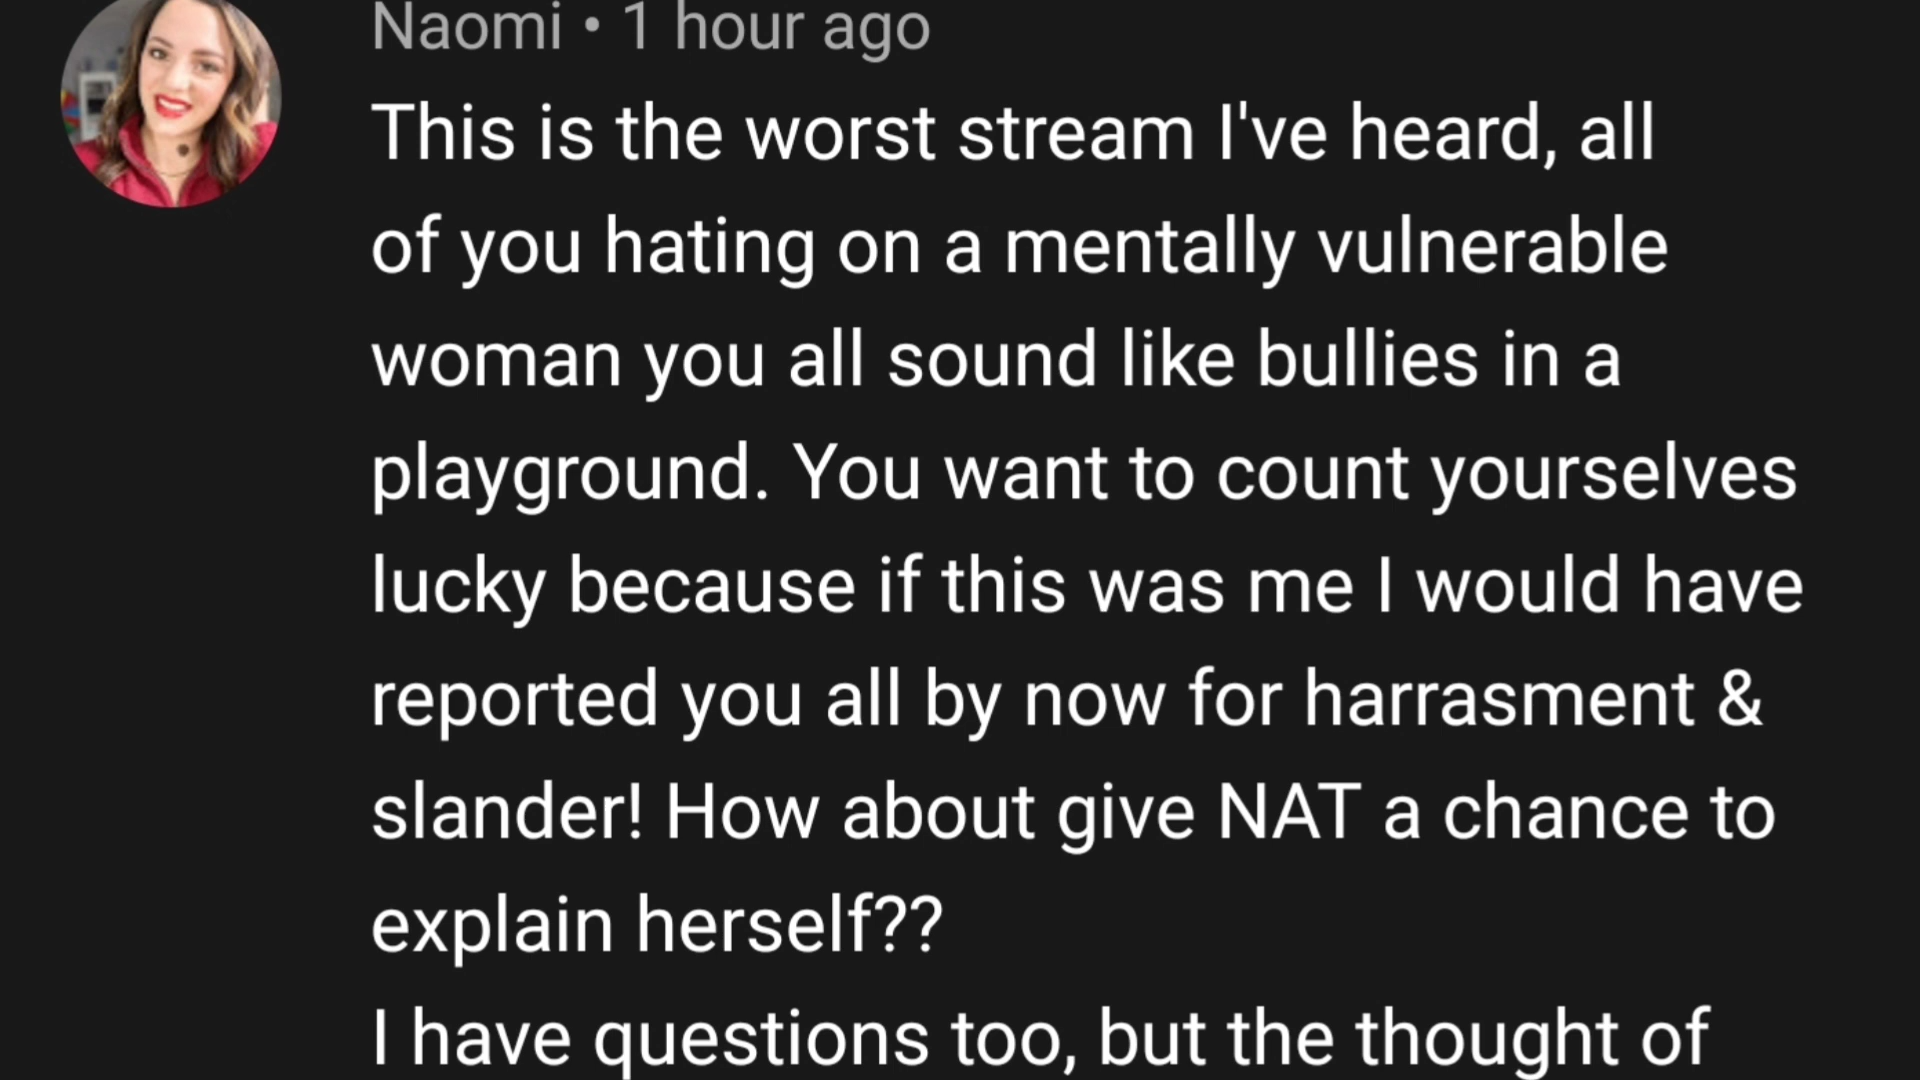 Naomi • 1 hour ago
This is the worst stream I've heard, all
of you hating on a mentally vulnerable
woman you all sound like bullies in a
playground. You want to count yourselves
lucky because if this was me I would have
reported you all by now for harrasment &
slander! How about give NAT a chance to
explain herself??
I have questions too, but the thought of